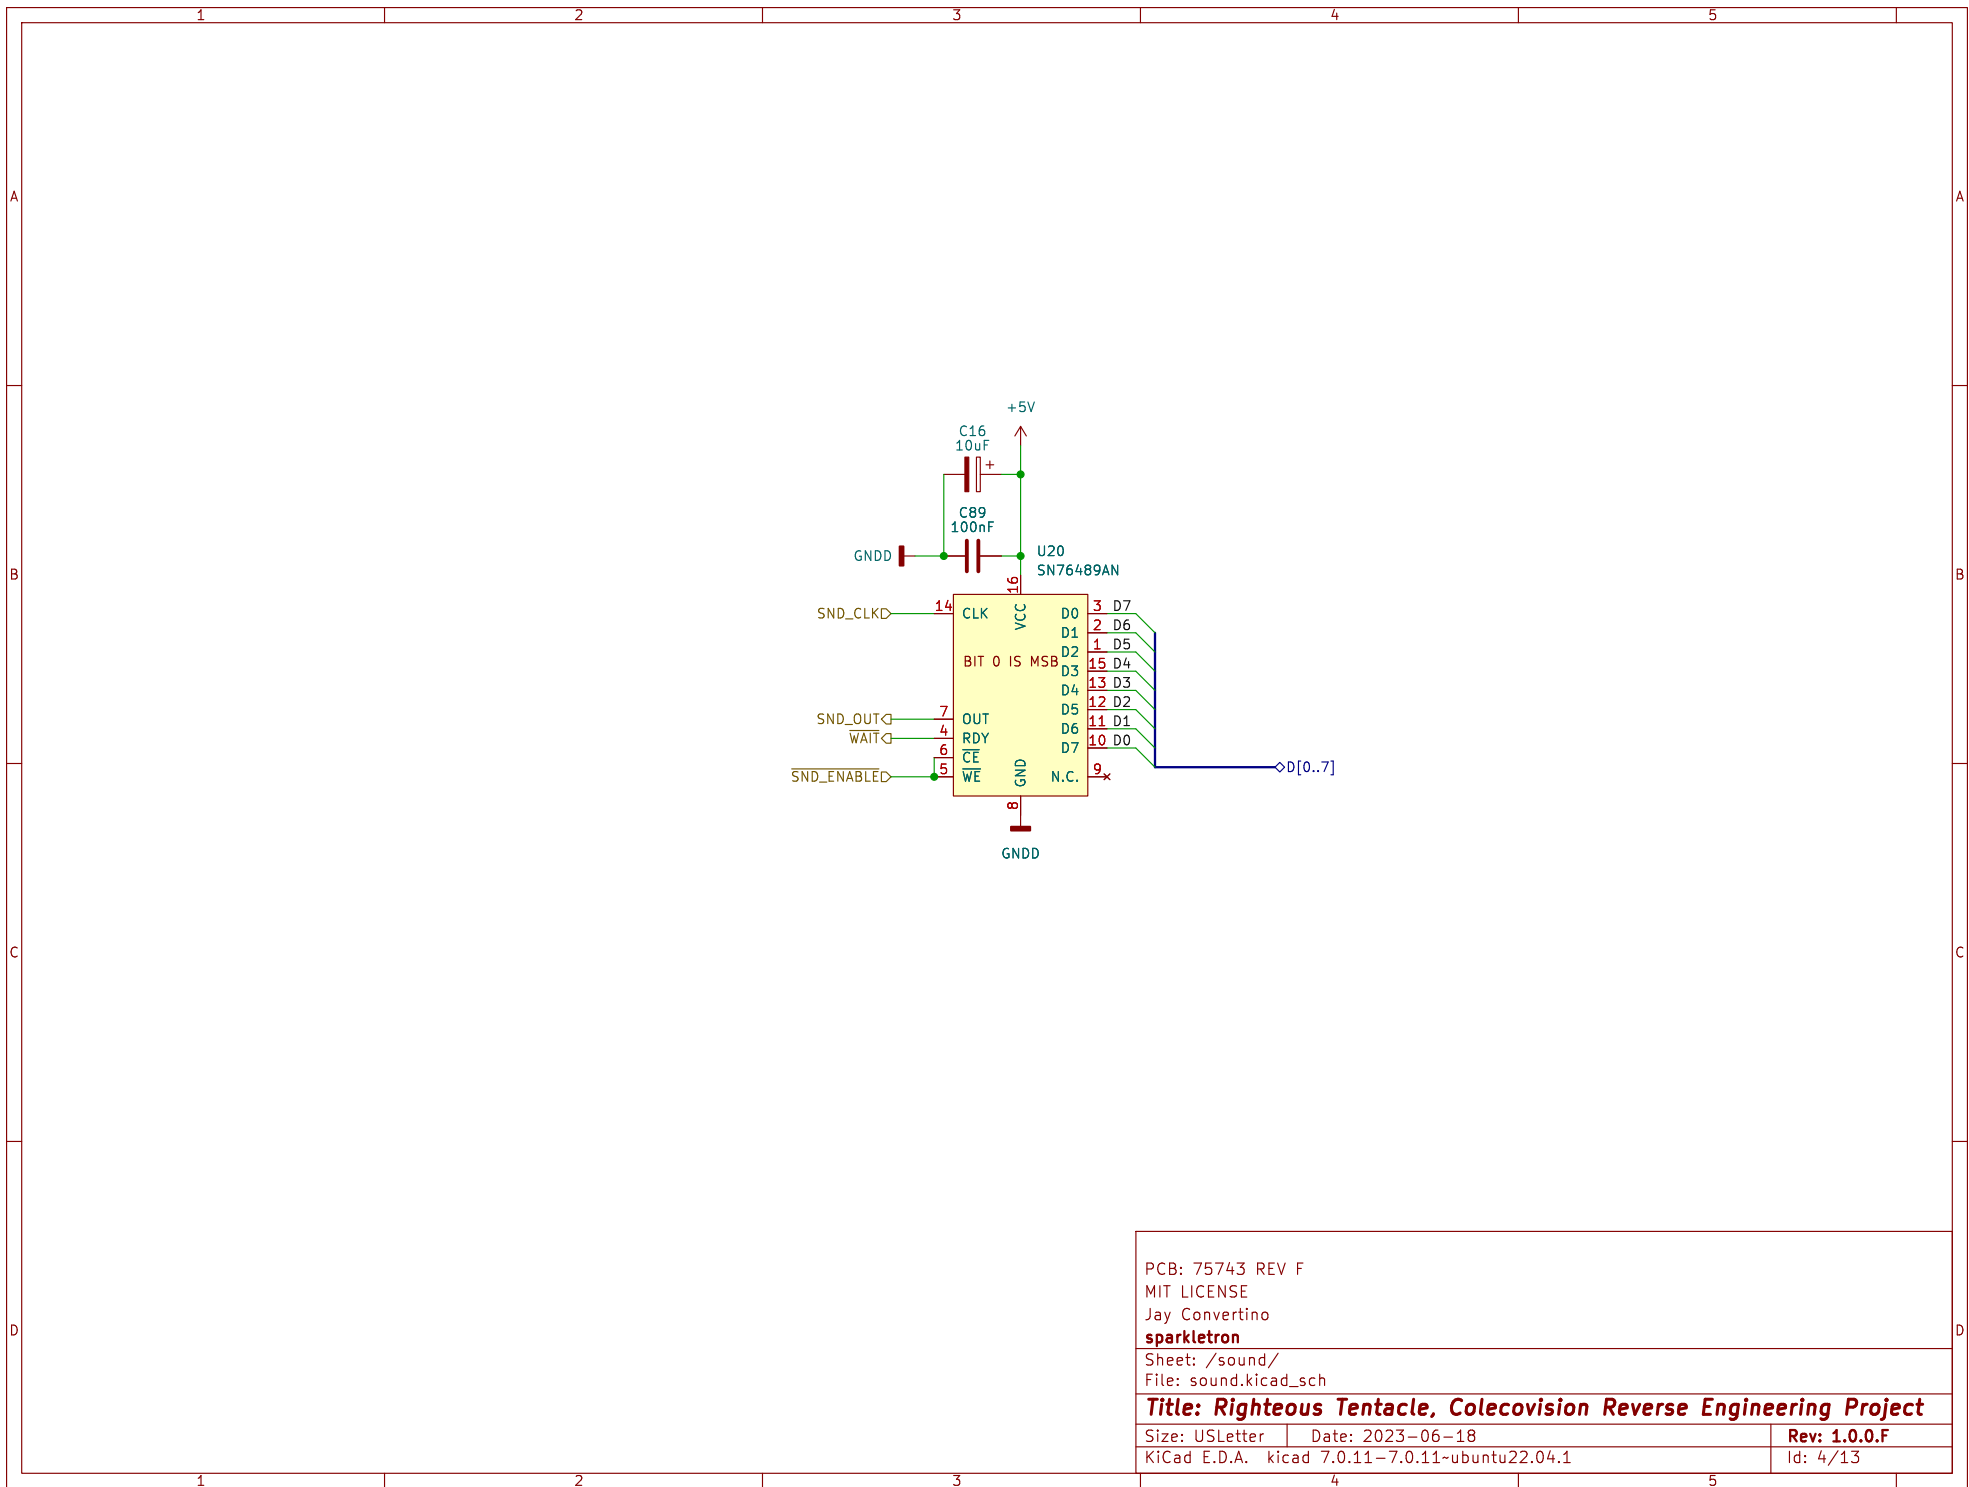 1 2 3 4 5
A A
+5V
C16
10uF
+
C89
100nF
GNDD
U20
SN76489AN
B B
16
SND_CLK 14 CLK VCC D0 3 D7
D1 2 D6
D2 1 D5
BIT 0 IS MSB
D3 15 D4
D4 13 D3
D5 12 D2
SND_OUT 7 OUT D6 11 D1
WAIT 4 RDY D7 10 D0
6 CE
D[0..7]
SND_ENABLE 5 WE GND N.C. 9
8
GNDD
C C
PCB: 75743 REV F
MIT LICENSE
Jay Convertino
D D
sparkletron
Sheet: /sound/
File: sound.kicad_sch
Title: Righteous Tentacle, Colecovision Reverse Engineering Project
Size: USLetter Date: 2023-06-18 Rev: 1.0.0.F
KiCad E.D.A. kicad 7.0.11-7.0.11~ubuntu22.04.1 Id: 4/13
1 2 3 4 5